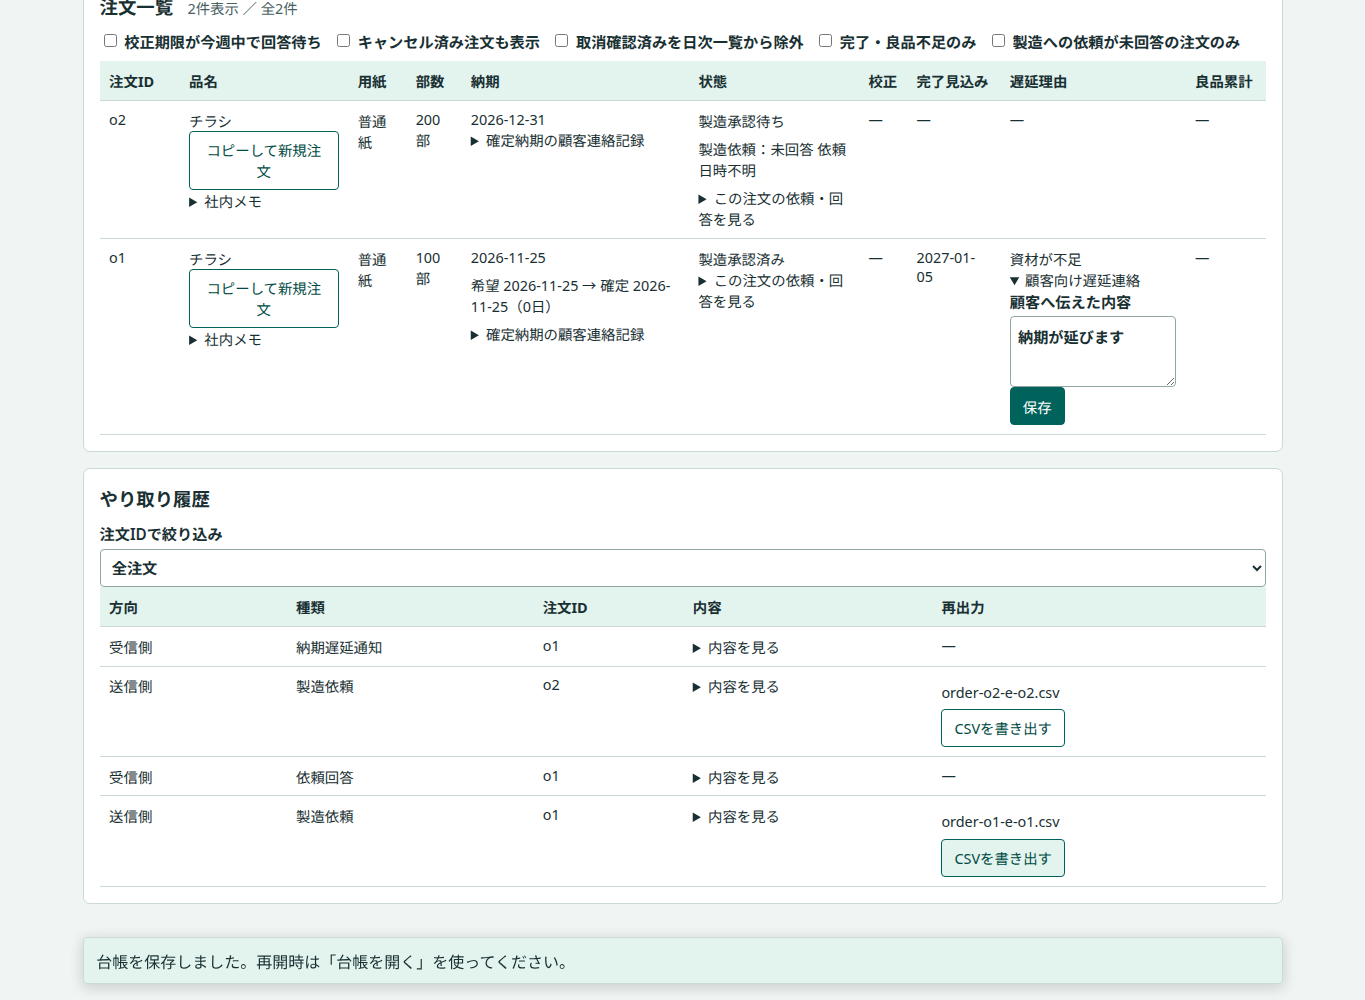 注文一覧 2件表示 ／ 全2件
校正期限が今週中で回答待ち キャンセル済み注文も表示 取消確認済みを日次一覧から除外 完了・良品不足のみ 製造への依頼が未回答の注文のみ
注文ID 品名 用紙 部数 納期 状態 校正 完了見込み 遅延理由 良品累計
o2 チラシ 普通紙 200部 2026-12-31 製造承認待ち — — — —
コピーして新規注文
▶ 確定納期の顧客連絡記録
製造依頼：未回答 依頼日時不明
▶ 社内メモ
▶ この注文の依頼・回答を見る
o1 チラシ 普通紙 100部 2026-11-25 製造承認済み — 2027-01-05 資材が不足 —
コピーして新規注文
希望 2026-11-25 → 確定 2026-11-25（0日）
▶ この注文の依頼・回答を見る
▼ 顧客向け遅延連絡
顧客へ伝えた内容
▶ 社内メモ
▶ 確定納期の顧客連絡記録
納期が延びます
保存
やり取り履歴
注文IDで絞り込み
全注文
方向 種類 注文ID 内容 再出力
受信側 納期遅延通知 o1 ▶ 内容を見る —
送信側 製造依頼 o2 ▶ 内容を見る order-o2-e-o2.csv
CSVを書き出す
受信側 依頼回答 o1 ▶ 内容を見る —
送信側 製造依頼 o1 ▶ 内容を見る order-o1-e-o1.csv
CSVを書き出す
台帳を保存しました。再開時は「台帳を開く」を使ってください。